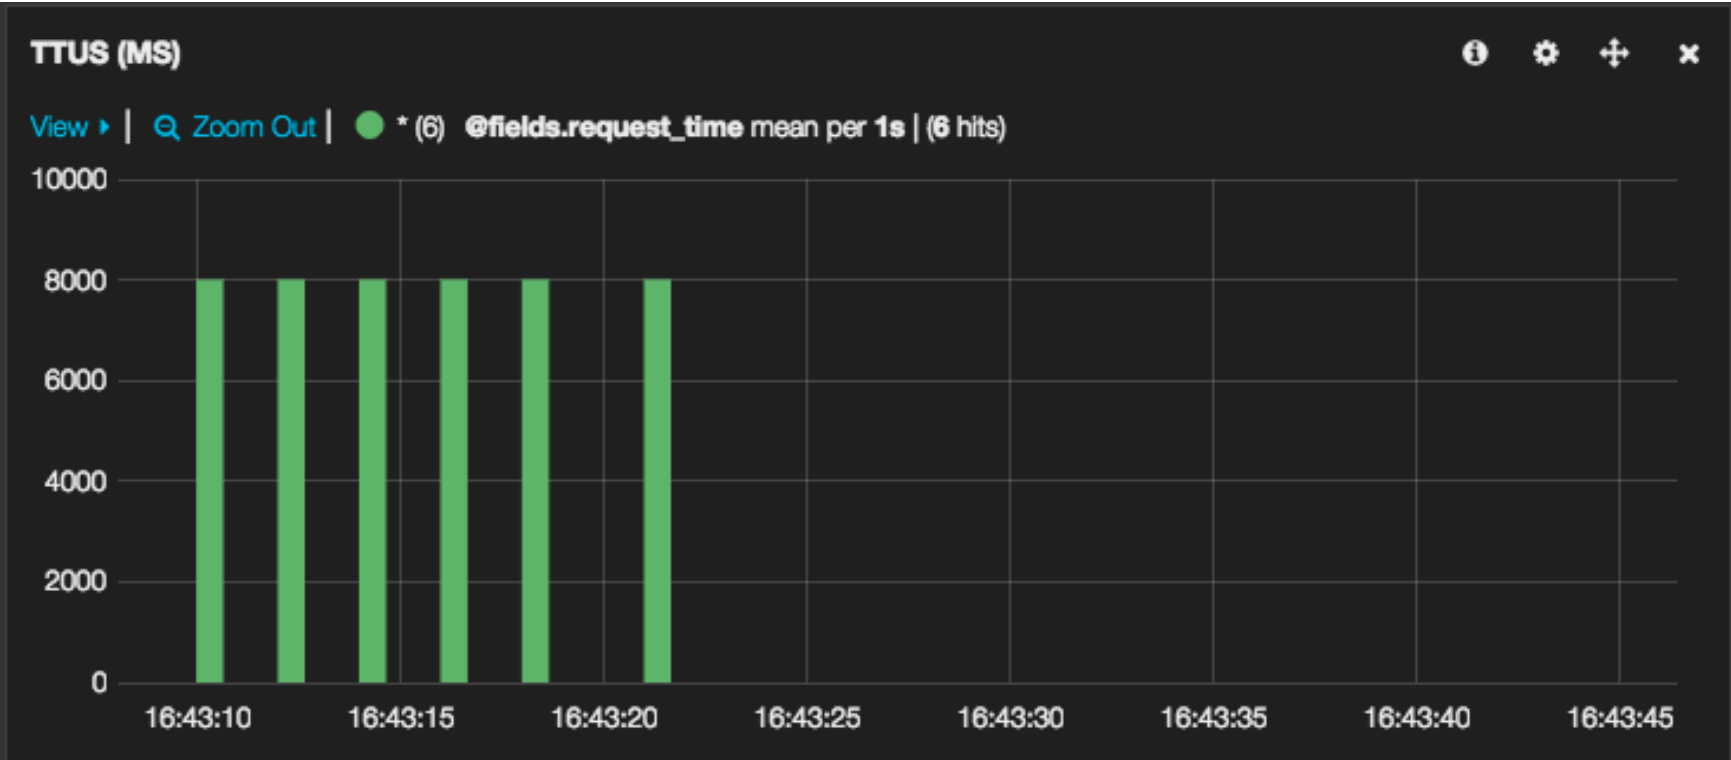 TTUS (MS)
View | Zoom Out | * (6) @fields.request_time mean per 1s | (6 hits)
10000
8000
6000
4000
2000
0
16:43:10 16:43:15 16:43:20 16:43:25 16:43:30 16:43:35 16:43:40 16:43:45